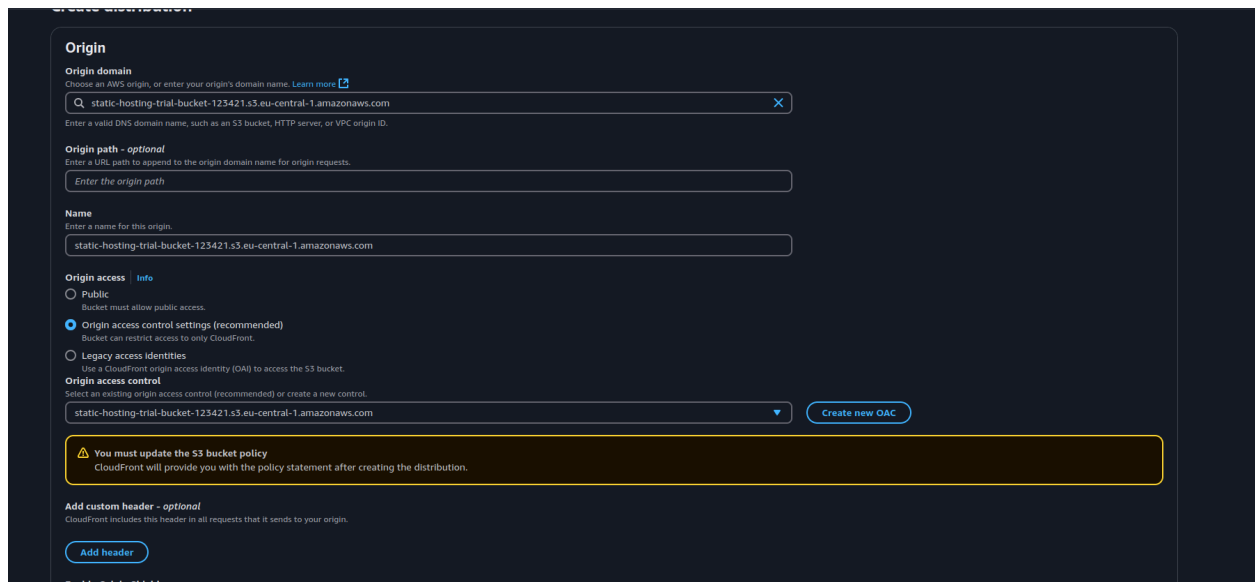 Create distribution
Origin
Origin domain
Choose an AWS origin, or enter your origin's domain name. Learn more
static-hosting-trial-bucket-123421.s3.eu-central-1.amazonaws.com
Enter a valid DNS domain name, such as an S3 bucket, HTTP server, or VPC origin ID.
Origin path - optional
Enter a URL path to append to the origin domain name for origin requests.
Enter the origin path
Name
Enter a name for this origin.
static-hosting-trial-bucket-123421.s3.eu-central-1.amazonaws.com
Origin access Info
Public
Bucket must allow public access.
Origin access control settings (recommended)
Bucket can restrict access to only CloudFront.
Legacy access identities
Use a CloudFront origin access identity (OAI) to access the S3 bucket.
Origin access control
Select an existing origin access control (recommended) or create a new control.
static-hosting-trial-bucket-123421.s3.eu-central-1.amazonaws.com Create new OAC
You must update the S3 bucket policy
CloudFront will provide you with the policy statement after creating the distribution.
Add custom header - optional
CloudFront includes this header in all requests that it sends to your origin.
Add header